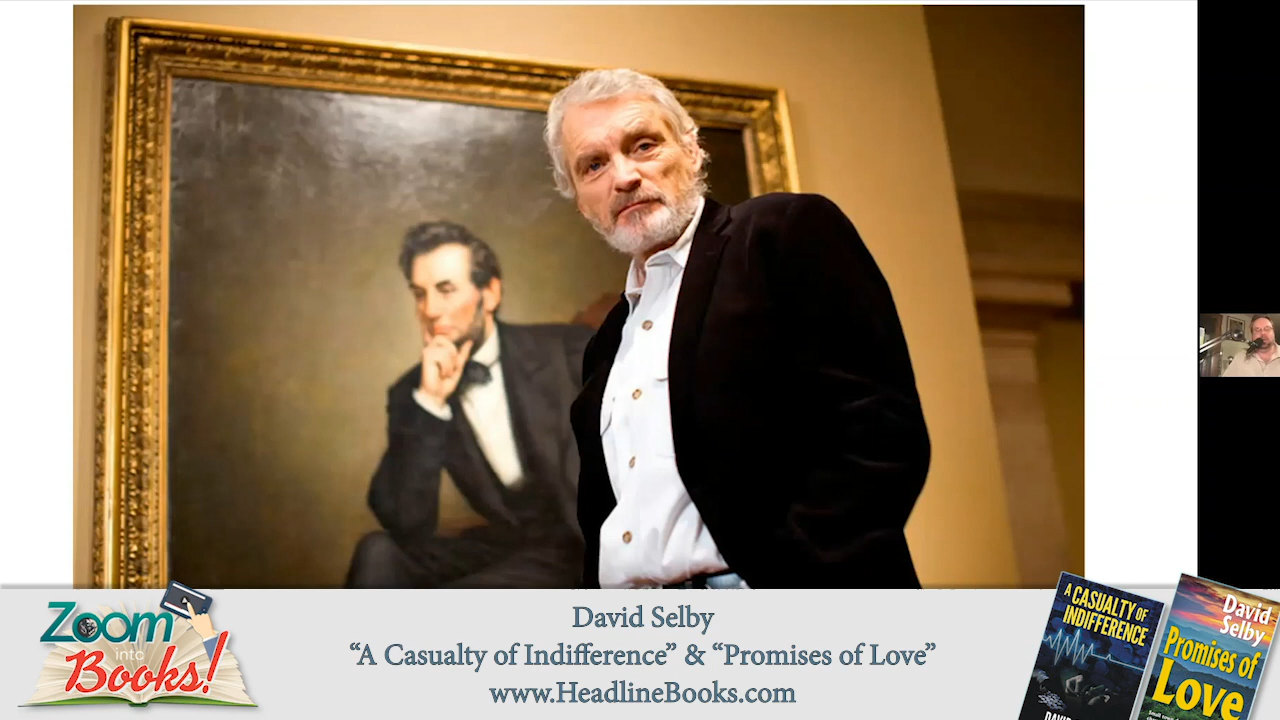 Zoom
into
Books!
David Selby
“A Casualty of Indifference” & “Promises of Love”
www.HeadlineBooks.com
A CASUALTY OF
INDIFFERENCE
David
Selby
Promises of
Love